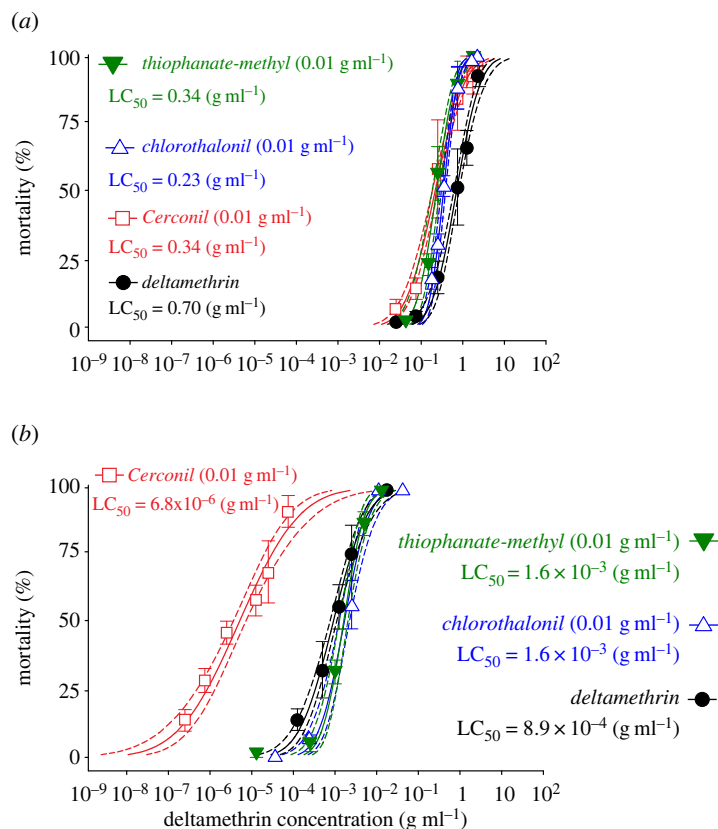 (a)
100
75
50
25
0
mortality (%)
thiophanate-methyl (0.01 g ml⁻¹)
LC₅₀ = 0.34 (g ml⁻¹)
chlorothalonil (0.01 g ml⁻¹)
LC₅₀ = 0.23 (g ml⁻¹)
Cerconil (0.01 g ml⁻¹)
LC₅₀ = 0.34 (g ml⁻¹)
deltamethrin
LC₅₀ = 0.70 (g ml⁻¹)
10⁻⁹ 10⁻⁸ 10⁻⁷ 10⁻⁶ 10⁻⁵ 10⁻⁴ 10⁻³ 10⁻² 10⁻¹ 1 10²
(b)
Cerconil (0.01 g ml⁻¹)
LC₅₀ = 6.8x10⁻⁶ (g ml⁻¹)
100
75
50
25
0
mortality (%)
thiophanate-methyl (0.01 g ml⁻¹)
LC₅₀ = 1.6 × 10⁻³ (g ml⁻¹)
chlorothalonil (0.01 g ml⁻¹)
LC₅₀ = 1.6 × 10⁻³ (g ml⁻¹)
deltamethrin
LC₅₀ = 8.9 × 10⁻⁴ (g ml⁻¹)
10⁻⁹ 10⁻⁸ 10⁻⁷ 10⁻⁶ 10⁻⁵ 10⁻⁴ 10⁻³ 10⁻² 10⁻¹ 1 10²
deltamethrin concentration (g ml⁻¹)